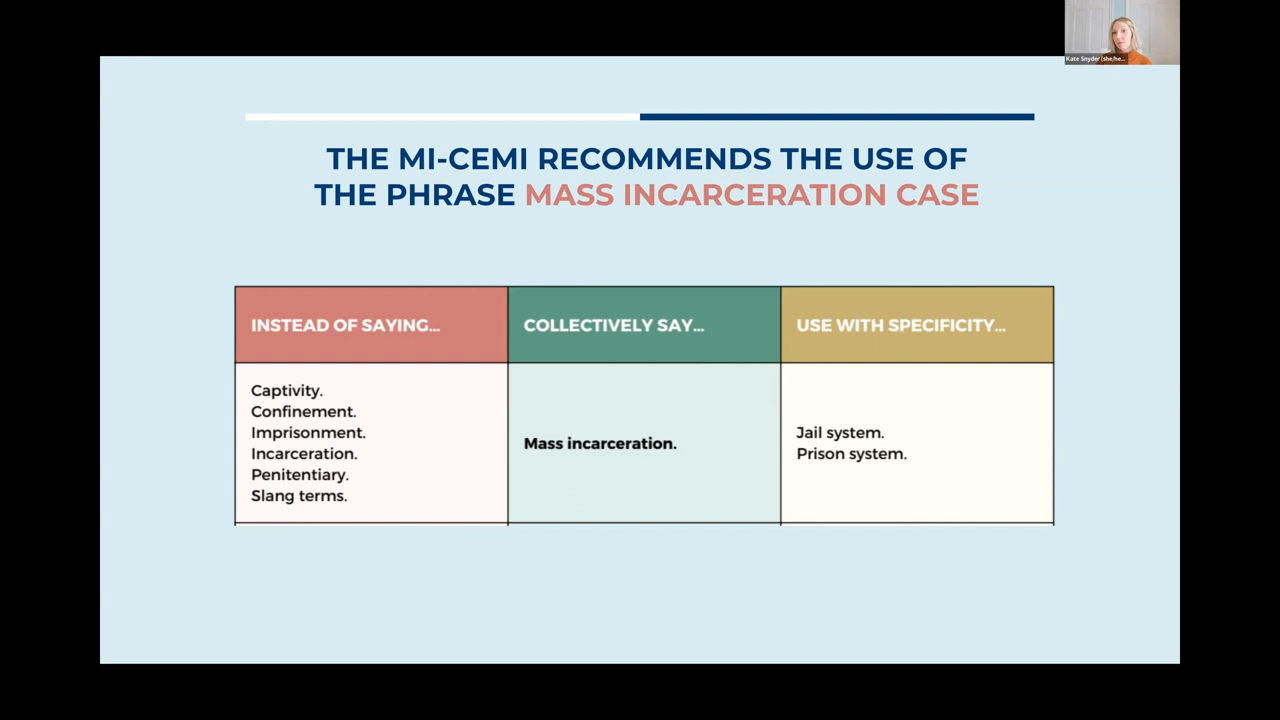 Kate Snyder (she/he...
THE MI-CEMI RECOMMENDS THE USE OF
THE PHRASE MASS INCARCERATION CASE
INSTEAD OF SAYING...
COLLECTIVELY SAY...
USE WITH SPECIFICITY...
Captivity.
Confinement.
Imprisonment.
Incarceration.
Penitentiary.
Slang terms.
Mass incarceration.
Jail system.
Prison system.